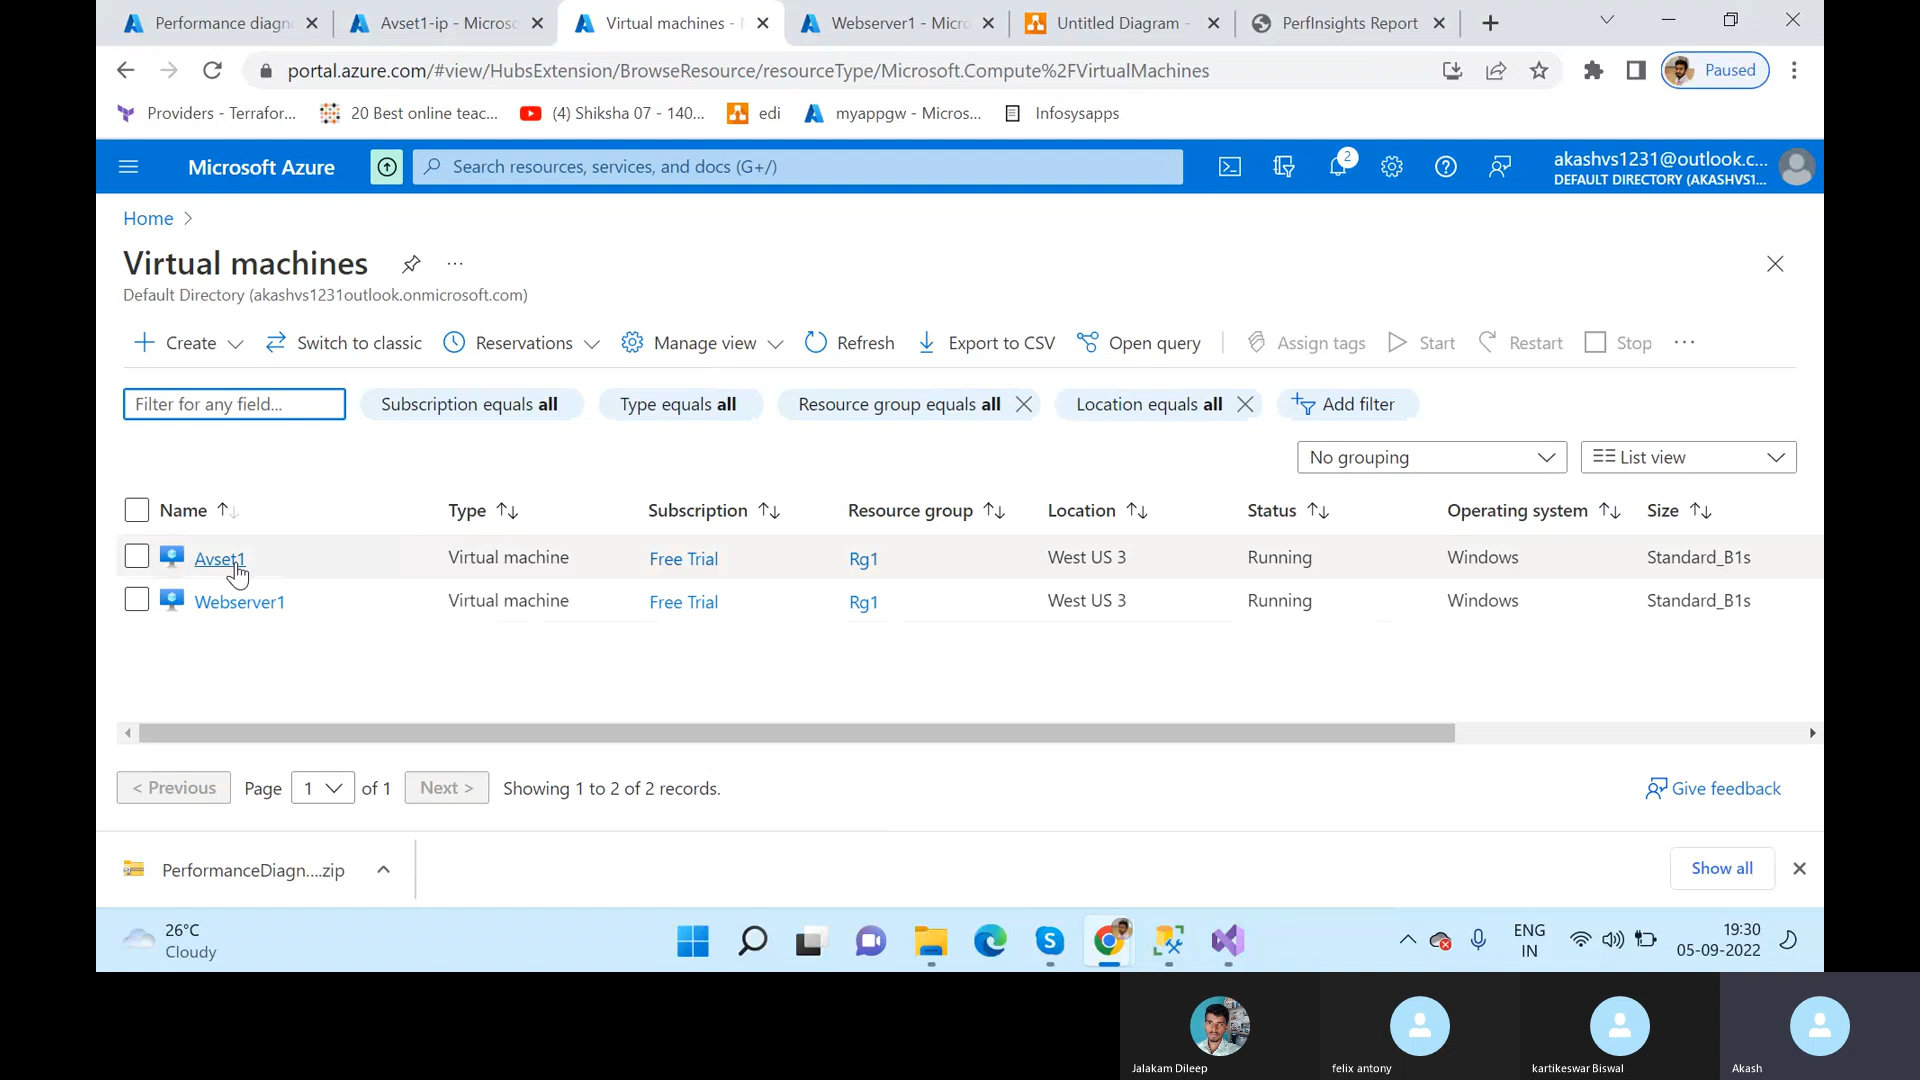 Performance diagn
Avset1-ip - Microsc
Virtual machines -
Webserver1 - Micro
Untitled Diagram -
PerfInsights Report
portal.azure.com/#view/HubsExtension/BrowseResource/resourceType/Microsoft.Compute%2FVirtualMachines
Paused
Providers - Terrafor...
20 Best online teac...
(4) Shiksha 07 - 140...
edi
myappgw - Micros...
Infosysapps
Microsoft Azure
Search resources, services, and docs (G+/)
2
akashvs1231@outlook.c...
DEFAULT DIRECTORY (AKASHVS1...
Home
Virtual machines
...
Default Directory (akashvs1231outlook.onmicrosoft.com)
Create
Switch to classic
Reservations
Manage view
Refresh
Export to CSV
Open query
Assign tags
Start
Restart
Stop
...
Filter for any field...
Subscription equals all
Type equals all
Resource group equals all
Location equals all
Add filter
No grouping
List view
Name Type Subscription Resource group Location Status Operating system Size
Avset1 Virtual machine Free Trial Rg1 West US 3 Running Windows Standard_B1s
Webserver1 Virtual machine Free Trial Rg1 West US 3 Running Windows Standard_B1s
< Previous Page 1 of 1 Next > Showing 1 to 2 of 2 records.
Give feedback
PerformanceDiagn....zip
Show all
26°C
Cloudy
ENG
IN
19:30
05-09-2022
Jalakam Dileep
felix antony
kartikeswar Biswal
Akash